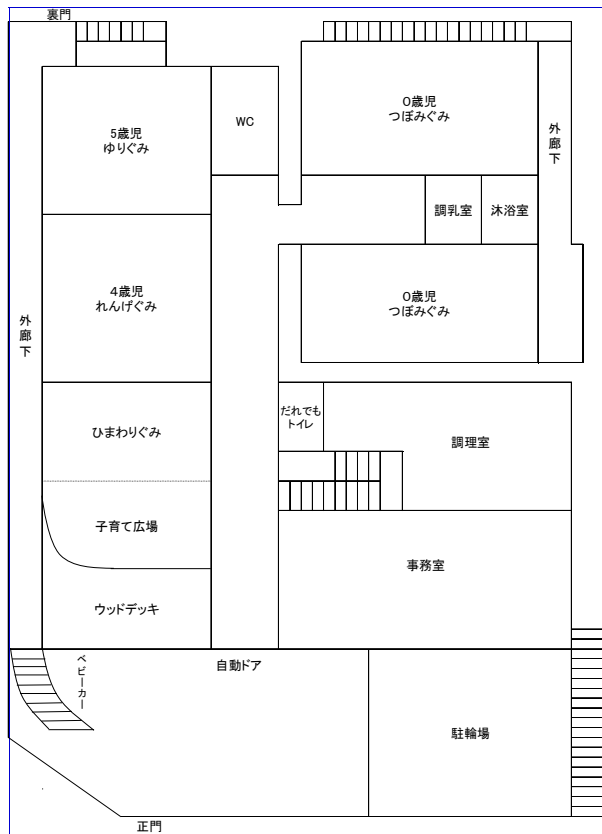 裏門
5歳児
ゆりぐみ
WC
0歳児
つぼみぐみ
外廊下
調乳室
沐浴室
4歳児
れんげぐみ
0歳児
つぼみぐみ
外廊下
ひまわりぐみ
だれでも
トイレ
調理室
子育て広場
事務室
ウッドデッキ
ベビーカー
自動ドア
駐輪場
正門